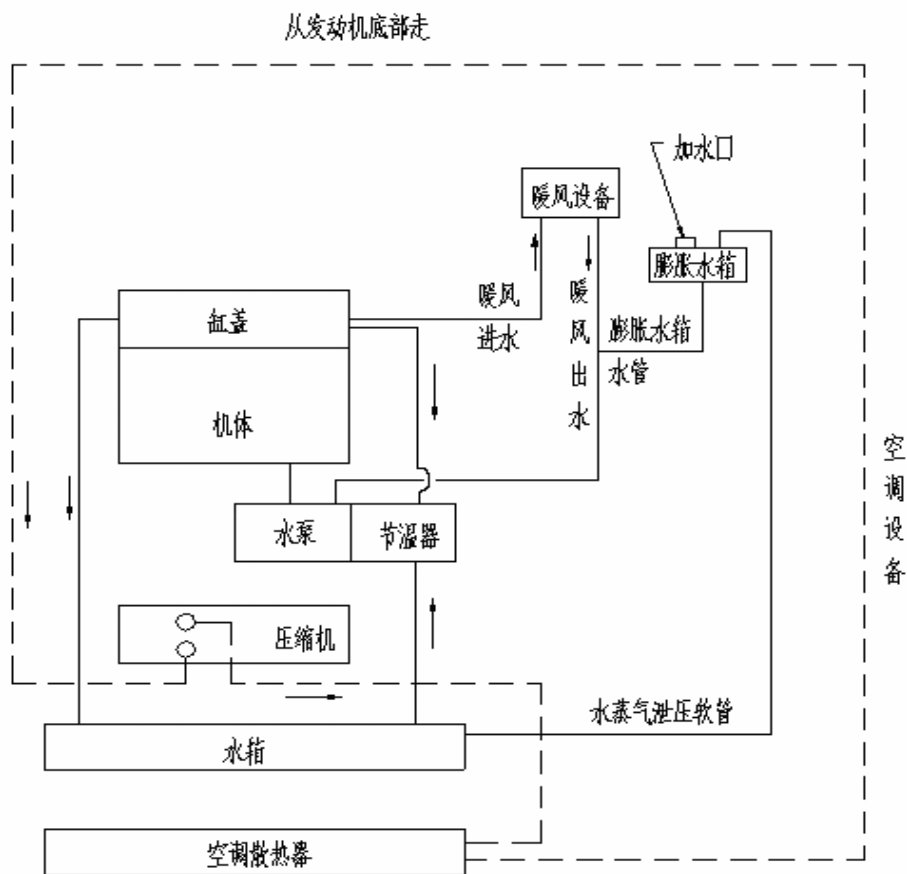 从发动机底部走
加水口
暖风设备
膨胀水箱
暖风
进水
暖风出水
膨胀水箱
水管
缸盖
机体
水泵
节温器
空调设备
压缩机
水蒸气泄压软管
水箱
空调散热器